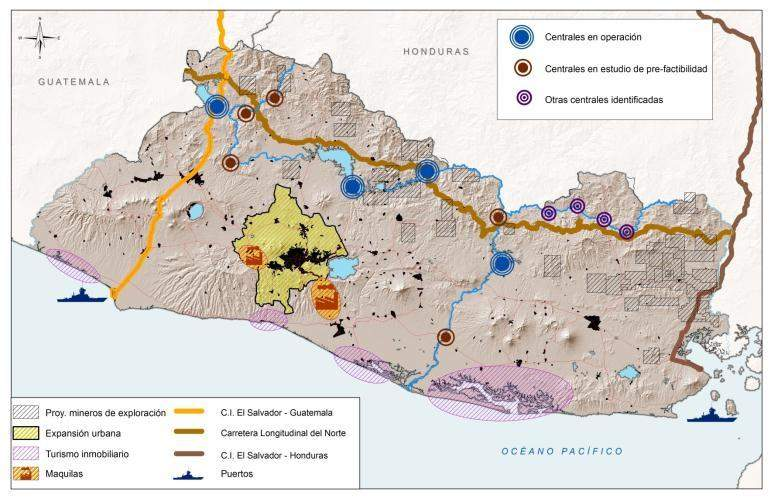 N
E
S
HONDURAS
GUATEMALA
Centrales en operación
Centrales en estudio de pre-factibilidad
Otras centrales identificadas
Proy. mineros de exploración
Expansión urbana
Turismo inmobiliario
Maquilas
C.I. El Salvador - Guatemala
Carretera Longitudinal del Norte
C.I. El Salvador - Honduras
Puertos
OCÉANO PACÍFICO